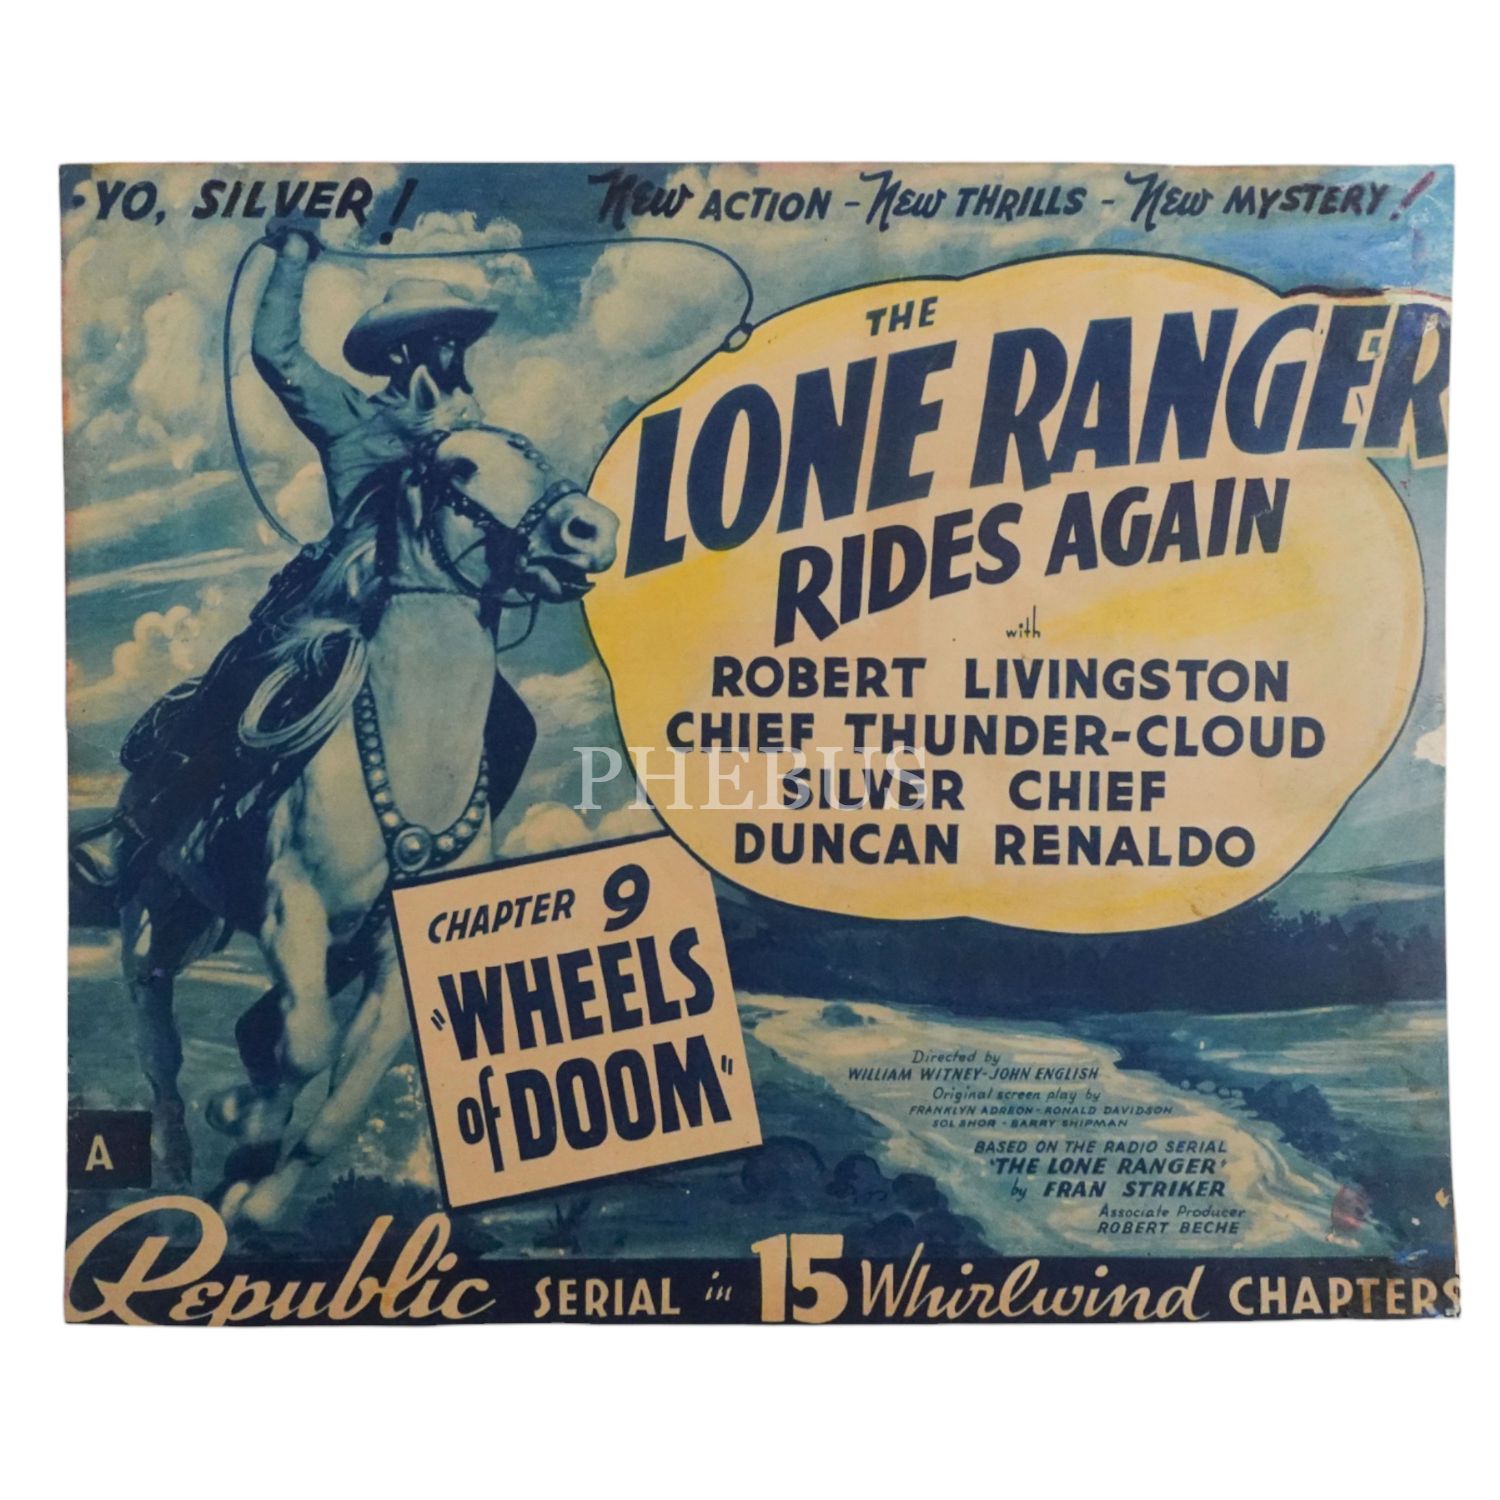 ·YO, SILVER!
New ACTION - New THRILLS - New MYSTERY!
THE
LONE RANGER
RIDES AGAIN
with
ROBERT LIVINGSTON
CHIEF THUNDER-CLOUD
SILVER CHIEF
DUNCAN RENALDO
PHEBUS
CHAPTER 9
"WHEELS
of DOOM"
Directed by
WILLIAM WITNEY-JOHN ENGLISH
Original screen play by
FRANKLYN ADREON - RONALD DAVIDSON
SOL SHOR - BARRY SHIPMAN
BASED ON THE RADIO SERIAL
'THE LONE RANGER'
by FRAN STRIKER
Associate Producer
ROBERT BECHE
A
Republic SERIAL in 15 Whirlwind CHAPTERS